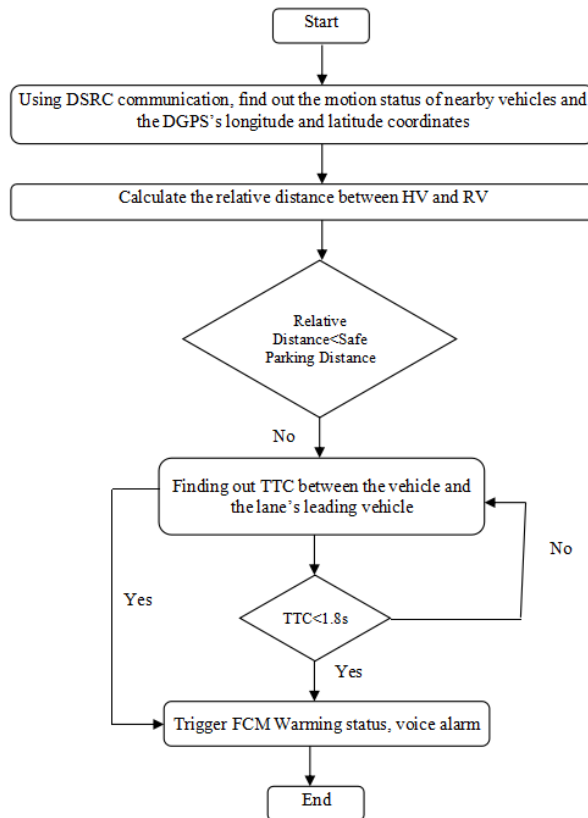 Start
Using DSRC communication, find out the motion status of nearby vehicles and
the DGPS's longitude and latitude coordinates
Calculate the relative distance between HV and RV
Relative
Distance<Safe
Parking Distance
No
Finding out TTC between the vehicle and
the lane's leading vehicle
No
Yes
TTC<1.8s
Yes
Trigger FCM Warming status, voice alarm
End